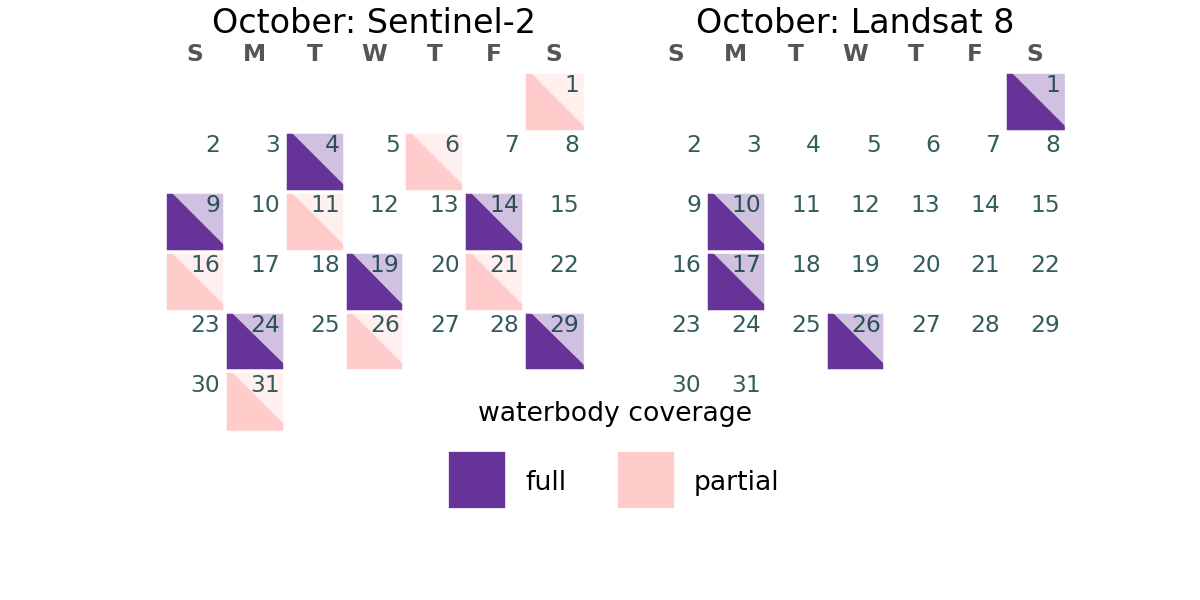 October: Sentinel-2
S M T W T F S
1
2 3 4 5 6 7 8
9 10 11 12 13 14 15
16 17 18 19 20 21 22
23 24 25 26 27 28 29
30 31
October: Landsat 8
S M T W T F S
1
2 3 4 5 6 7 8
9 10 11 12 13 14 15
16 17 18 19 20 21 22
23 24 25 26 27 28 29
30 31
waterbody coverage
full partial